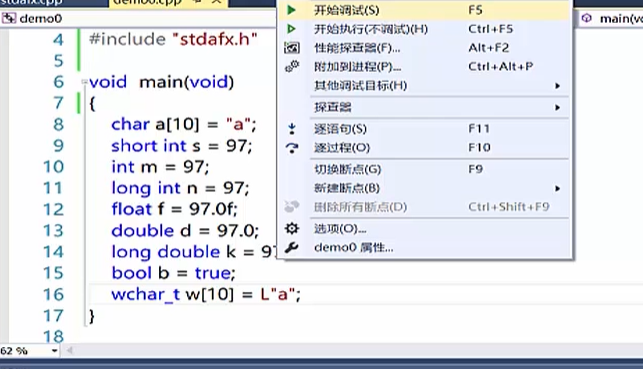 stdafx.cpp
demo0.cpp
demo0
main(vo
4 #include "stdafx.h"
5
6 void main(void)
7 {
8 char a[10] = "a";
9 short int s = 97;
10 int m = 97;
11 long int n = 97;
12 float f = 97.0f;
13 double d = 97.0;
14 long double k = 97
15 bool b = true;
16 wchar_t w[10] = L"a";
17 }
18
62 %
开始调试(S) F5
开始执行(不调试)(H) Ctrl+F5
性能探查器(F)... Alt+F2
附加到进程(P)... Ctrl+Alt+P
其他调试目标(H)
探查器
逐语句(S) F11
逐过程(O) F10
切换断点(G) F9
新建断点(B)
删除所有断点(D) Ctrl+Shift+F9
选项(O)...
demo0 属性...